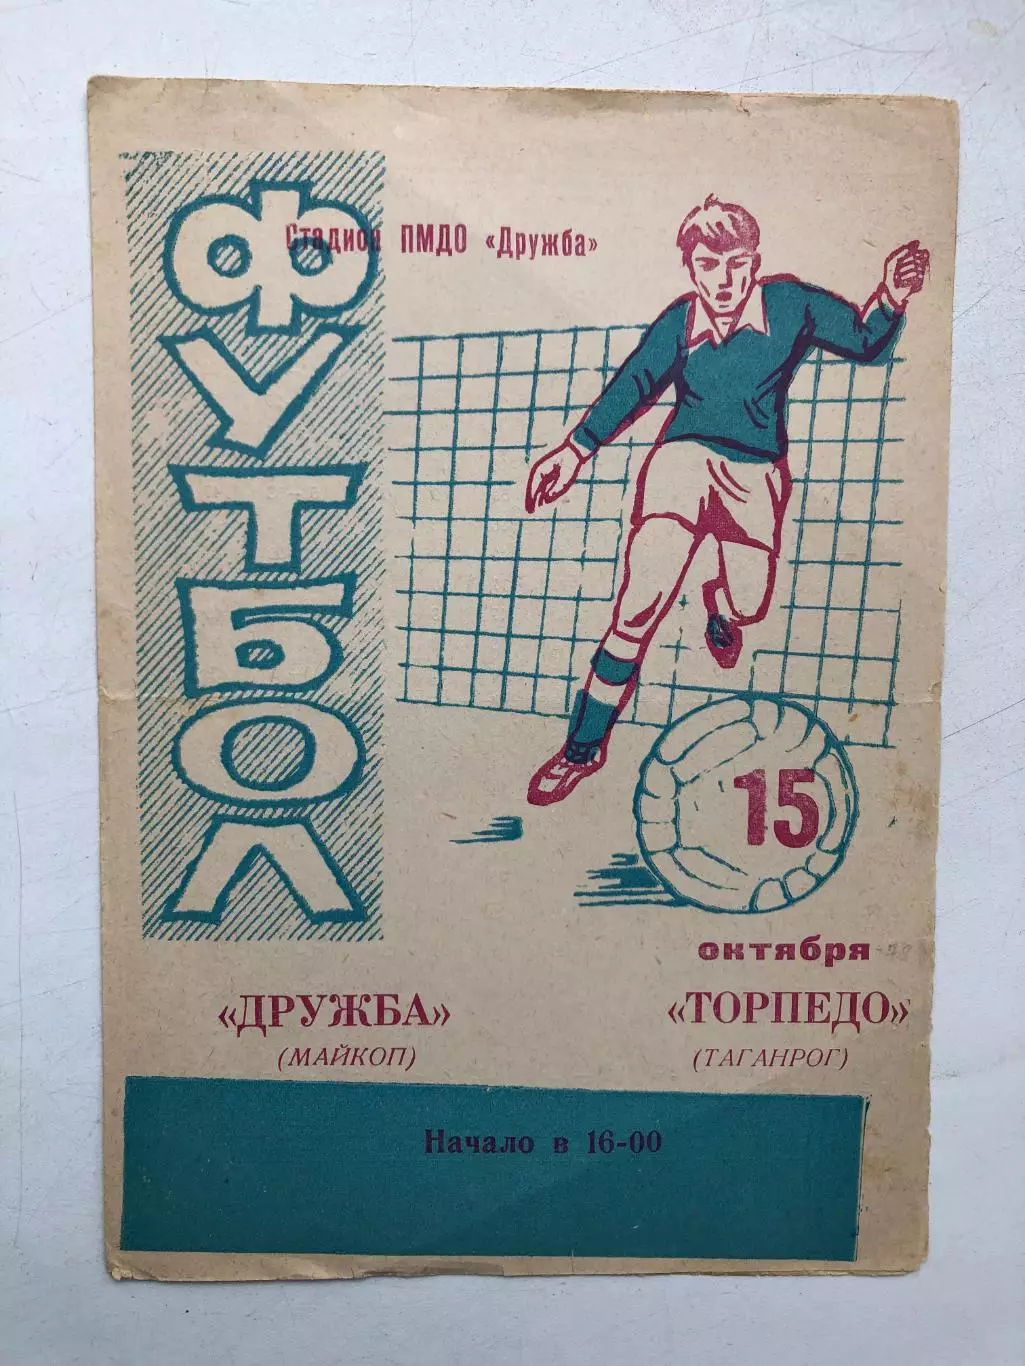 ФУТБОЛ
Стадион ПМДО «Дружба»
15
октября
«ДРУЖБА»
(МАЙКОП)
«ТОРПЕДО»
(ТАГАНРОГ)
Начало в 16-00